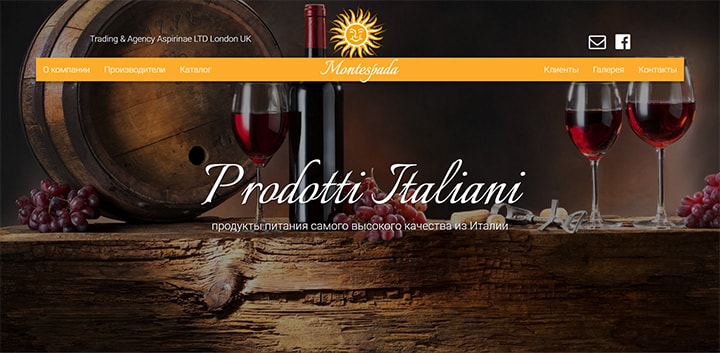 Trading & Agency Aspirinae LTD London UK
О компании Производители Каталог Montespada Клиенты Галерея Контакты
Prodotti Italiani
продукты питания самого высокого качества из Италии